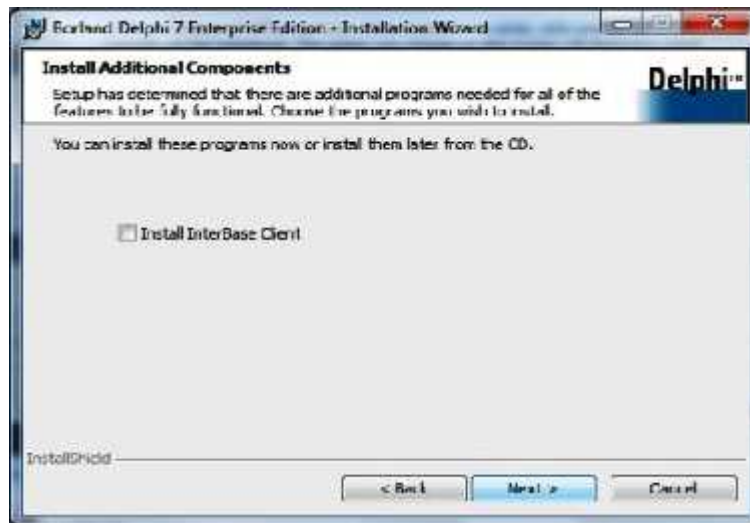 Borland Delphi 7 Enterprise Edition - Installation Wizard
Install Additional Components
Delphi™
Setup has determined that there are additional programs needed for all of the
features to be fully functional. Choose the programs you wish to install.
You can install these programs now or install them later from the CD.
Install InterBase Client
InstallShield
< Back
Next >
Cancel